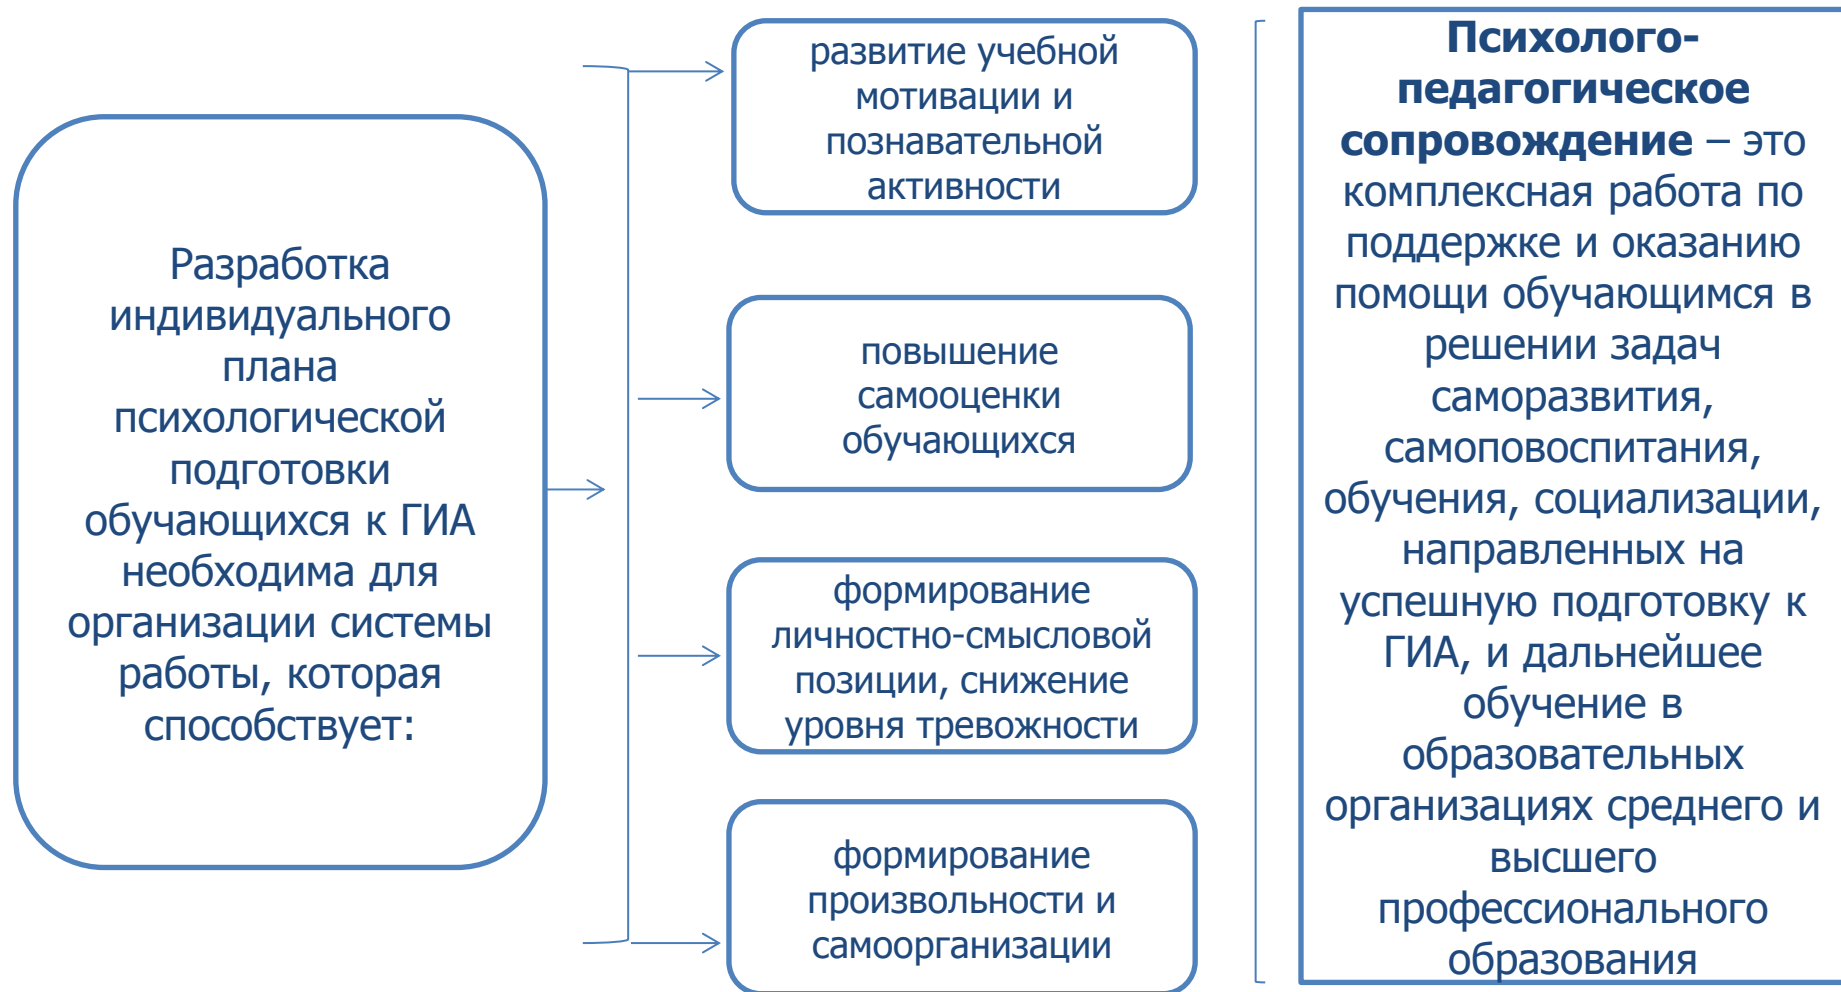 Разработка
индивидуального
плана
психологической
подготовки
обучающихся к ГИА
необходима для
организации системы
работы, которая
способствует:
развитие учебной
мотивации и
познавательной
активности
повышение
самооценки
обучающихся
формирование
личностно-смысловой
позиции, снижение
уровня тревожности
формирование
произвольности и
самоорганизации
Психолого-
педагогическое
сопровождение – это
комплексная работа по
поддержке и оказанию
помощи обучающимся в
решении задач
саморазвития,
самоповоспитания,
обучения, социализации,
направленных на
успешную подготовку к
ГИА, и дальнейшее
обучение в
образовательных
организациях среднего и
высшего
профессионального
образования